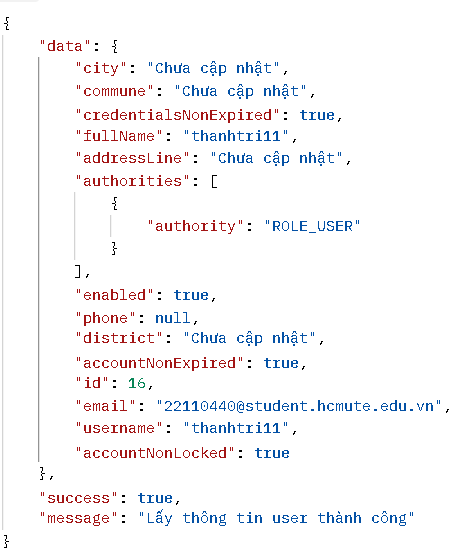 {
"data": {
"city": "Chưa cập nhật",
"commune": "Chưa cập nhật",
"credentialsNonExpired": true,
"fullName": "thanhtri11",
"addressLine": "Chưa cập nhật",
"authorities": [
{
"authority": "ROLE_USER"
}
],
"enabled": true,
"phone": null,
"district": "Chưa cập nhật",
"accountNonExpired": true,
"id": 16,
"email": "22110440@student.hcmute.edu.vn",
"username": "thanhtri11",
"accountNonLocked": true
},
"success": true,
"message": "Lấy thông tin user thành công"
}